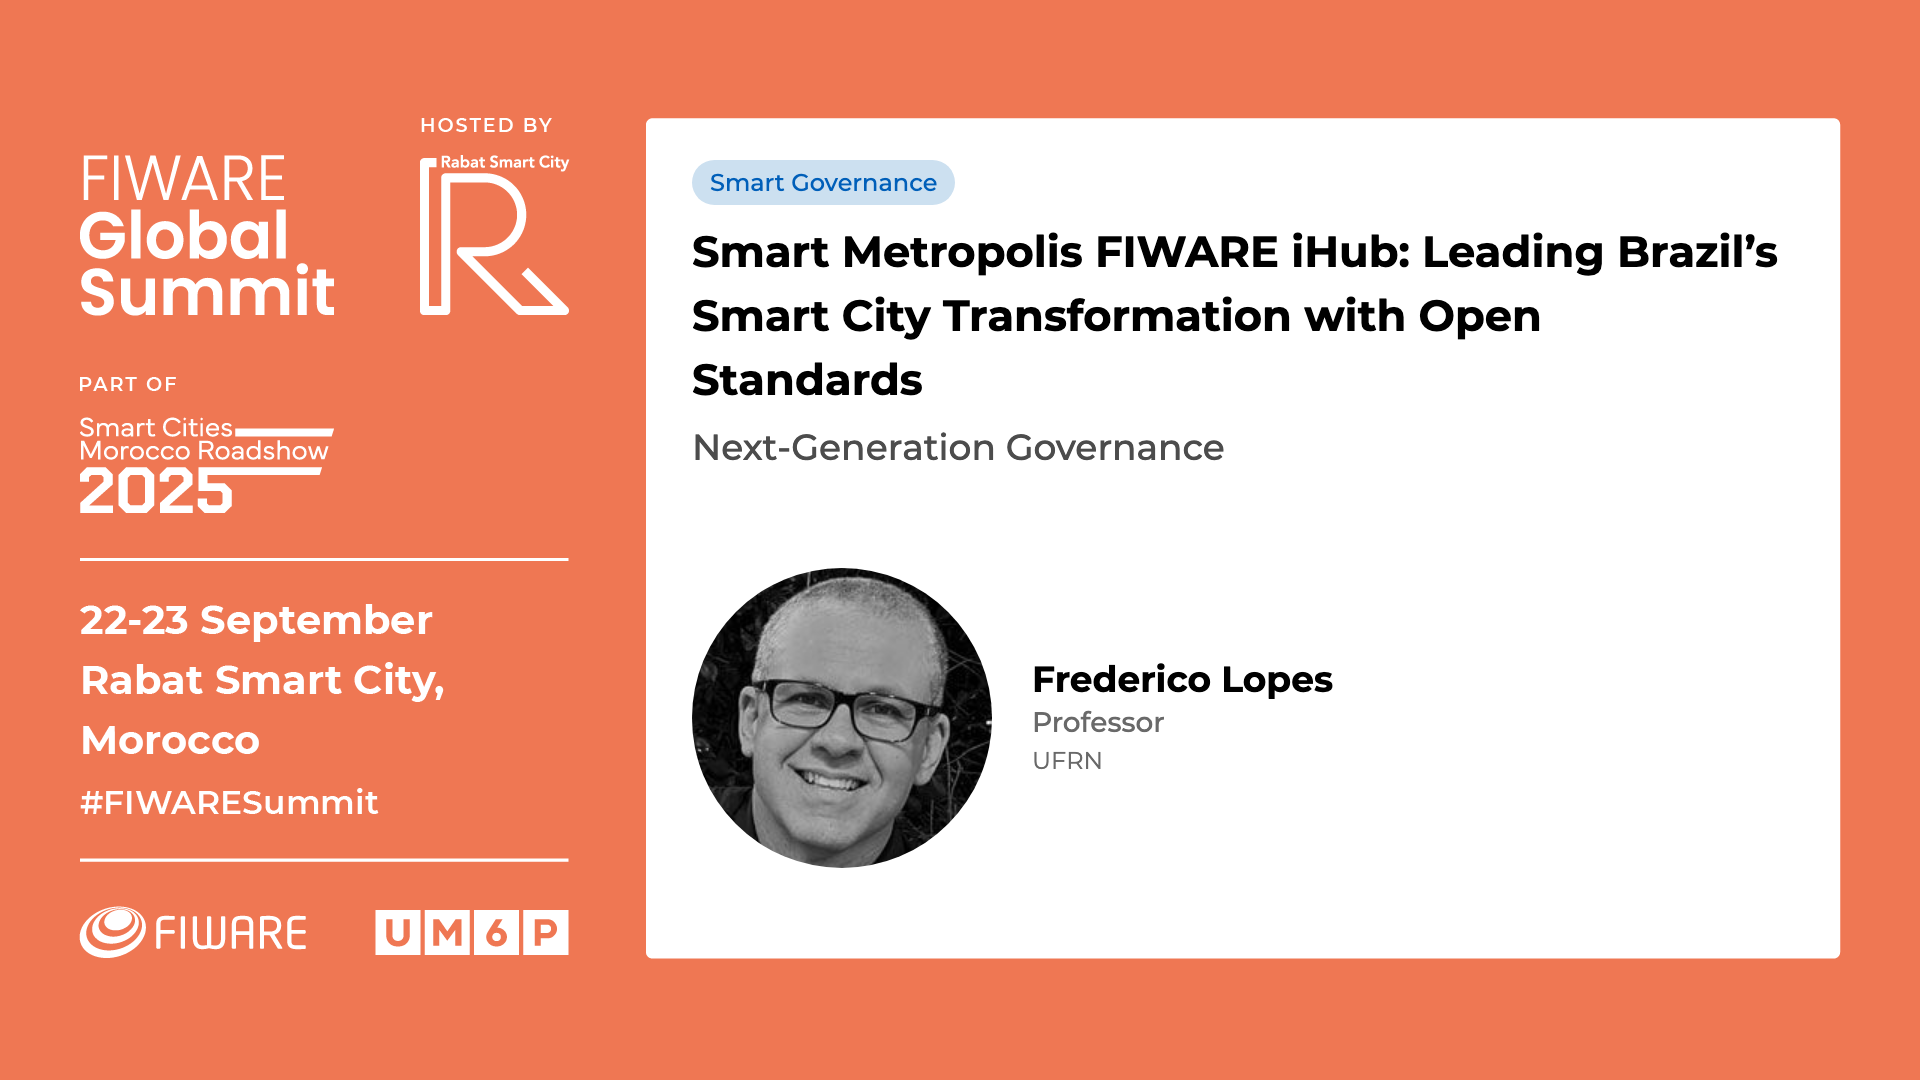 FIWARE
Global
Summit
HOSTED BY
Rabat Smart City
R
PART OF
Smart Cities
Morocco Roadshow
2025
22-23 September
Rabat Smart City,
Morocco
#FIWARESummit
FIWARE
UM6P
Smart Governance
Smart Metropolis FIWARE iHub: Leading Brazil’s
Smart City Transformation with Open
Standards
Next-Generation Governance
Frederico Lopes
Professor
UFRN